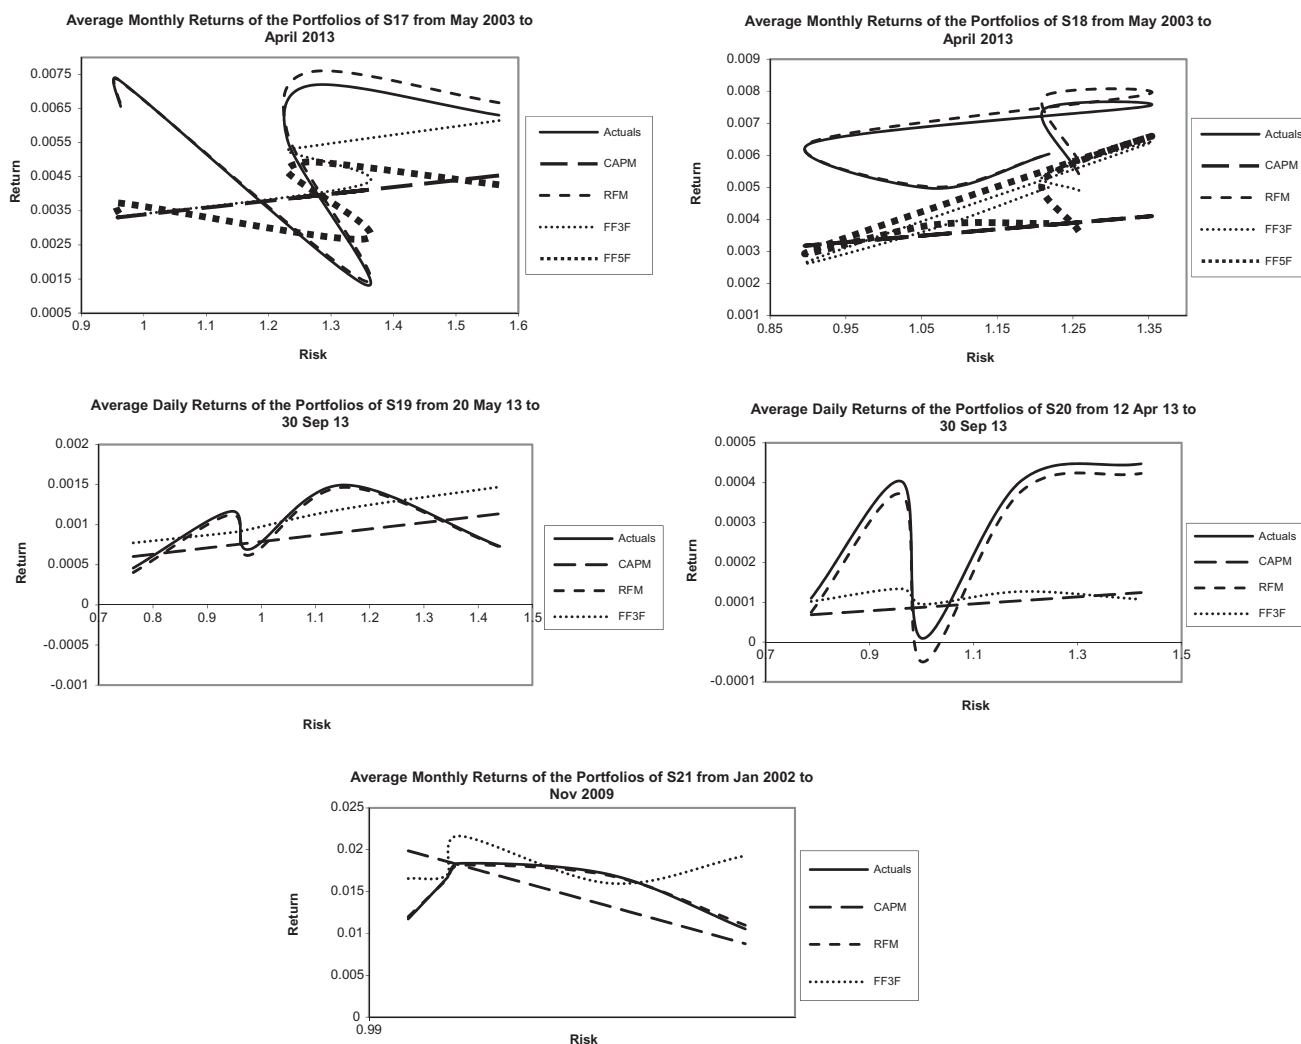 Average Monthly Returns of the Portfolios of S17 from May 2003 to
April 2013
0.0075
0.0065
0.0055
0.0045
0.0035
0.0025
0.0015
0.0005
Return
0.9
1
1.1
1.2
1.3
1.4
1.5
1.6
Risk
Actuals
CAPM
RFM
FF3F
FF5F
Average Monthly Returns of the Portfolios of S18 from May 2003 to
April 2013
0.009
0.008
0.007
0.006
0.005
0.004
0.003
0.002
0.001
Return
0.85
0.95
1.05
1.15
1.25
1.35
Risk
Actuals
CAPM
RFM
FF3F
FF5F
Average Daily Returns of the Portfolios of S19 from 20 May 13 to
30 Sep 13
0.002
0.0015
0.001
0.0005
0
-0.0005
-0.001
Return
0.7
0.8
0.9
1
1.1
1.2
1.3
1.4
1.5
Risk
Actuals
CAPM
RFM
FF3F
Average Daily Returns of the Portfolios of S20 from 12 Apr 13 to
30 Sep 13
0.0005
0.0004
0.0003
0.0002
0.0001
0
-0.0001
Return
0.7
0.9
1.1
1.3
1.5
Risk
Actuals
CAPM
RFM
FF3F
Average Monthly Returns of the Portfolios of S21 from Jan 2002 to
Nov 2009
0.025
0.02
0.015
0.01
0.005
0
Return
0.99
Risk
Actuals
CAPM
RFM
FF3F